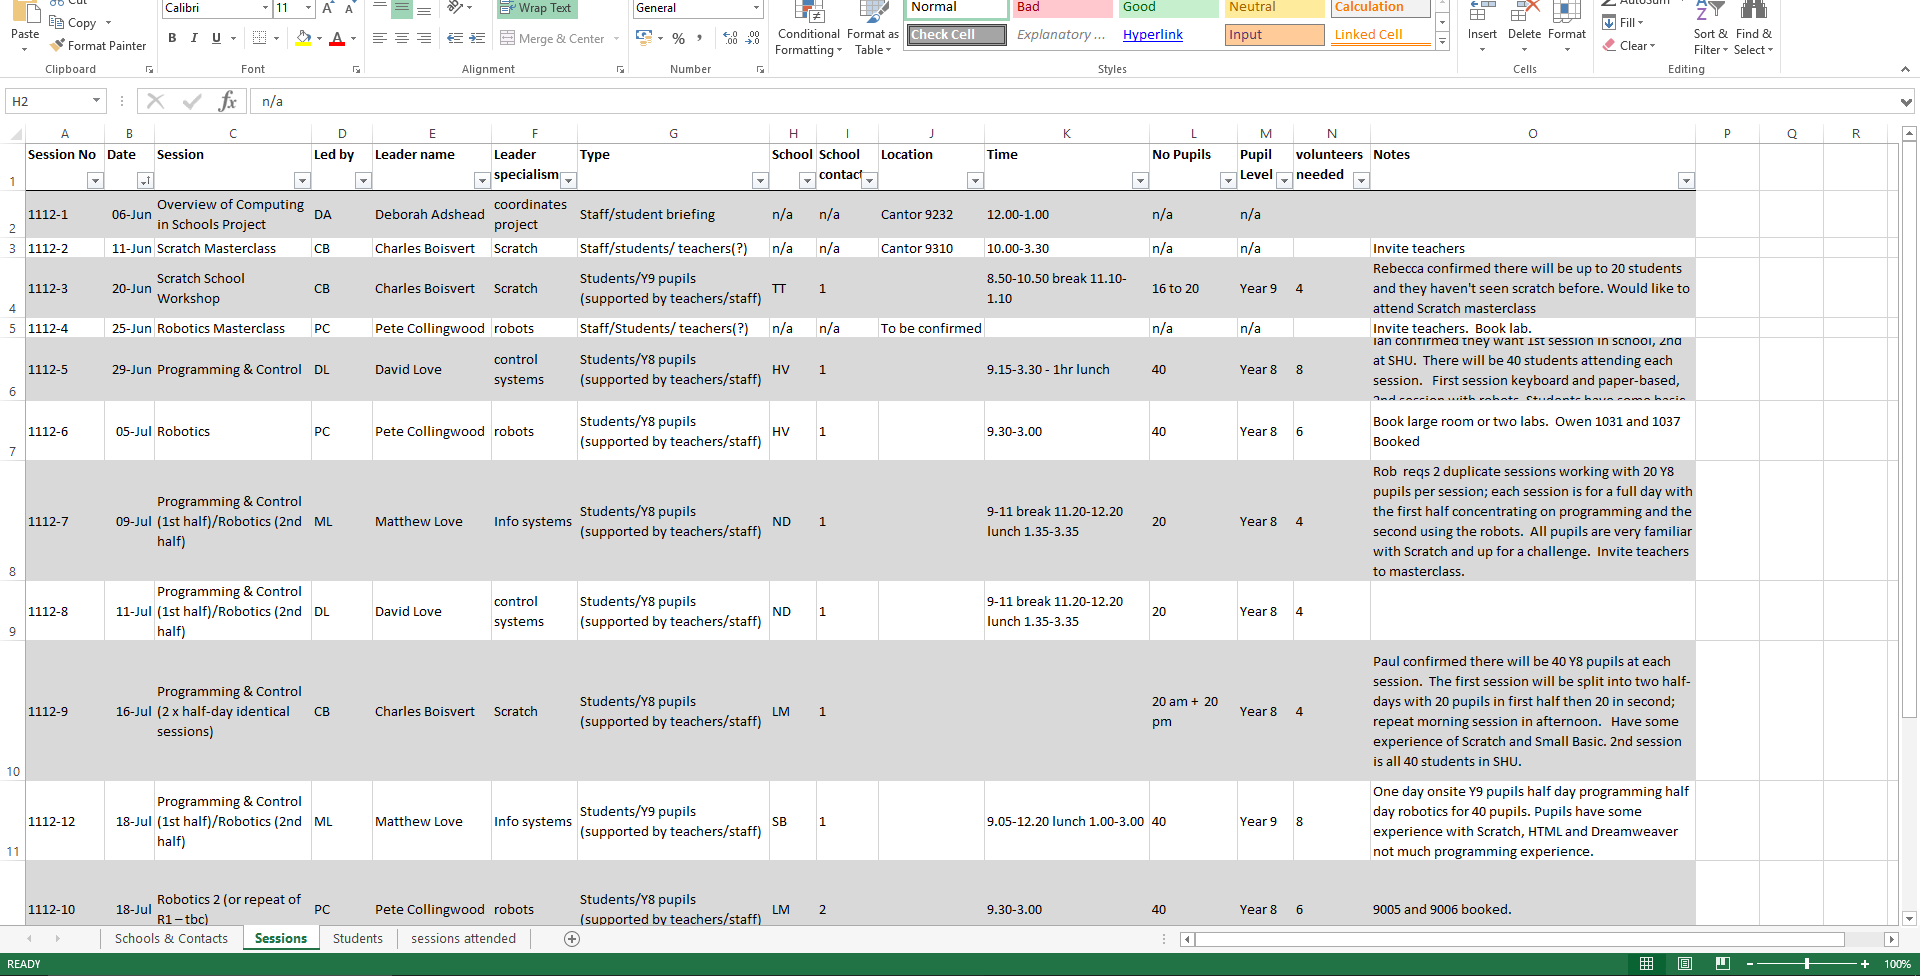 Cut
Copy
Paste
Format Painter
Clipboard
Calibri 11
A A
B I U A
Font
Wrap Text
Merge & Center
Alignment
General
% , .00 .0
Number
Conditional Formatting
Format as Table
Normal Bad Good Neutral Calculation
Check Cell Explanatory ... Hyperlink Input Linked Cell
Styles
Insert Delete Format
Cells
AutoSum
Fill
Clear
Sort & Filter
Find & Select
Editing
H2 fx n/a
A B C D E F G H I J K L M N O P Q R
1 Session No Date Session Led by Leader name Leader specialism Type School School contact Location Time No Pupils Pupil Level volunteers needed Notes
2 1112-1 06-Jun Overview of Computing in Schools Project DA Deborah Adshead coordinates project Staff/student briefing n/a n/a Cantor 9232 12.00-1.00 n/a n/a
3 1112-2 11-Jun Scratch Masterclass CB Charles Boisvert Scratch Staff/students/ teachers(?) n/a n/a Cantor 9310 10.00-3.30 n/a n/a Invite teachers
4 1112-3 20-Jun Scratch School Workshop CB Charles Boisvert Scratch Students/Y9 pupils (supported by teachers/staff) TT 1 8.50-10.50 break 11.10-1.10 16 to 20 Year 9 4 Rebecca confirmed there will be up to 20 students and they haven't seen scratch before. Would like to attend Scratch masterclass
5 1112-4 25-Jun Robotics Masterclass PC Pete Collingwood robots Staff/Students/ teachers(?) n/a n/a To be confirmed n/a n/a Invite teachers. Book lab.
6 1112-5 29-Jun Programming & Control DL David Love control systems Students/Y8 pupils (supported by teachers/staff) HV 1 9.15-3.30 - 1hr lunch 40 Year 8 8 Ian confirmed they want 1st session in school, 2nd at SHU. There will be 40 students attending each session. First session keyboard and paper-based, 2nd session with robots. Students have some basic
7 1112-6 05-Jul Robotics PC Pete Collingwood robots Students/Y8 pupils (supported by teachers/staff) HV 1 9.30-3.00 40 Year 8 6 Book large room or two labs. Owen 1031 and 1037 Booked
8 1112-7 09-Jul Programming & Control (1st half)/Robotics (2nd half) ML Matthew Love Info systems Students/Y8 pupils (supported by teachers/staff) ND 1 9-11 break 11.20-12.20 lunch 1.35-3.35 20 Year 8 4 Rob reqs 2 duplicate sessions working with 20 Y8 pupils per session; each session is for a full day with the first half concentrating on programming and the second using the robots. All pupils are very familiar with Scratch and up for a challenge. Invite teachers to masterclass.
9 1112-8 11-Jul Programming & Control (1st half)/Robotics (2nd half) DL David Love control systems Students/Y8 pupils (supported by teachers/staff) ND 1 9-11 break 11.20-12.20 lunch 1.35-3.35 20 Year 8 4
10 1112-9 16-Jul Programming & Control (2 x half-day identical sessions) CB Charles Boisvert Scratch Students/Y8 pupils (supported by teachers/staff) LM 1 20 am + 20 pm Year 8 4 Paul confirmed there will be 40 Y8 pupils at each session. The first session will be split into two half-days with 20 pupils in first half then 20 in second; repeat morning session in afternoon. Have some experience of Scratch and Small Basic. 2nd session is all 40 students in SHU.
11 1112-12 18-Jul Programming & Control (1st half)/Robotics (2nd half) ML Matthew Love Info systems Students/Y9 pupils (supported by teachers/staff) SB 1 9.05-12.20 lunch 1.00-3.00 40 Year 9 8 One day onsite Y9 pupils half day programming half day robotics for 40 pupils. Pupils have some experience with Scratch, HTML and Dreamweaver not much programming experience.
1112-10 18-Jul Robotics 2 (or repeat of R1 – tbc) PC Pete Collingwood robots Students/Y8 pupils (supported by teachers/staff) LM 2 9.30-3.00 40 Year 8 6 9005 and 9006 booked.
Schools & Contacts Sessions Students sessions attended
READY 100%